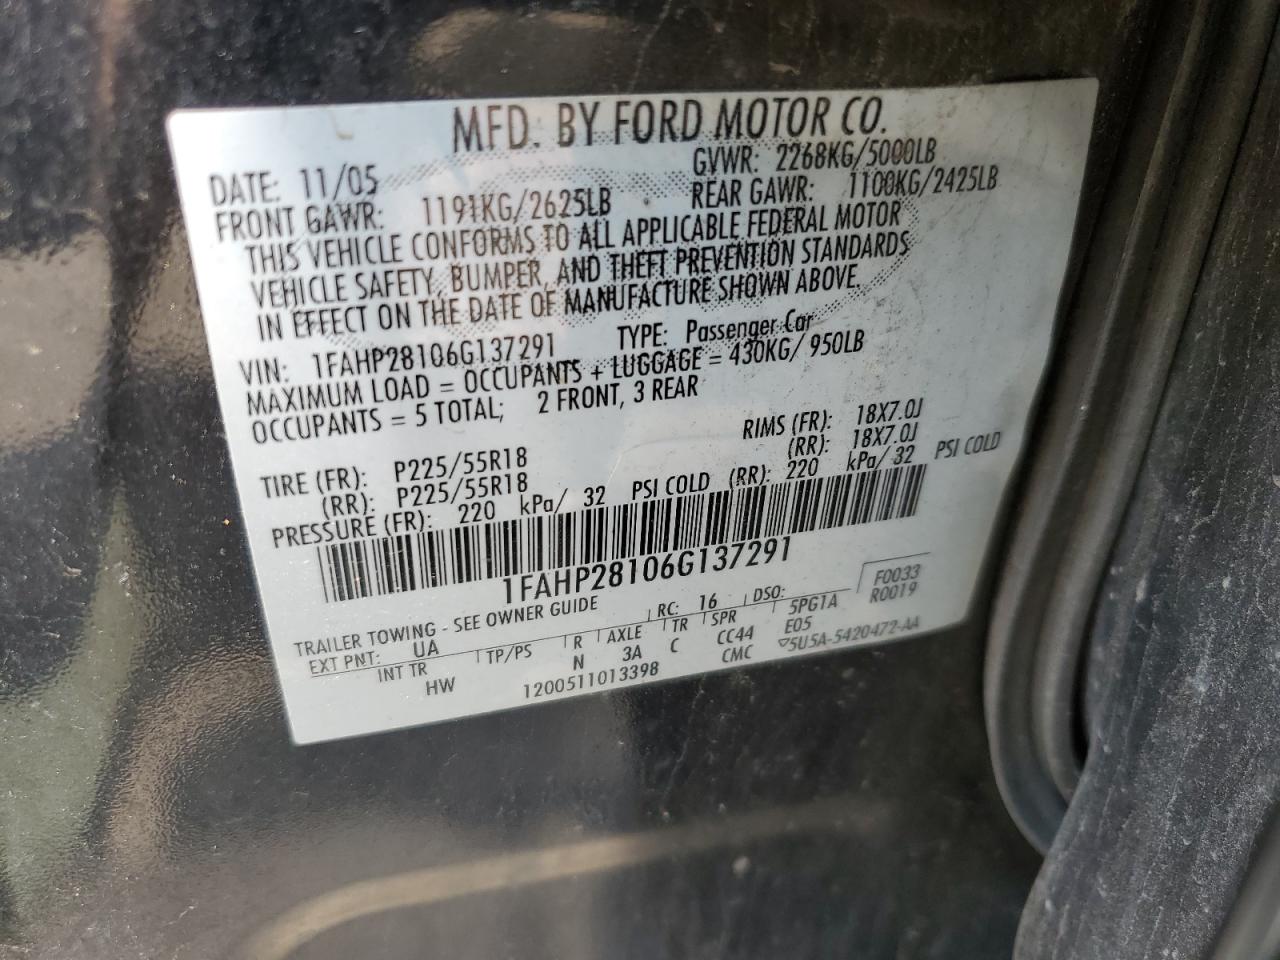 MFD. BY FORD MOTOR CO.
DATE: 11/05 GVWR: 2268KG/5000LB
FRONT GAWR: 1191KG/2625LB REAR GAWR: 1100KG/2425LB
THIS VEHICLE CONFORMS TO ALL APPLICABLE FEDERAL MOTOR
VEHICLE SAFETY, BUMPER, AND THEFT PREVENTION STANDARDS
IN EFFECT ON THE DATE OF MANUFACTURE SHOWN ABOVE.
VIN: 1FAHP28106G137291 TYPE: Passenger Car
MAXIMUM LOAD = OCCUPANTS + LUGGAGE = 430KG/ 950LB
OCCUPANTS = 5 TOTAL; 2 FRONT, 3 REAR
TIRE (FR): P225/55R18 RIMS (FR): 18X7.0J
(RR): P225/55R18 (RR): 18X7.0J
PRESSURE (FR): 220 kPa/ 32 PSI COLD (RR): 220 kPa/ 32 PSI COLD
1FAHP28106G137291
TRAILER TOWING - SEE OWNER GUIDE F0033
EXT PNT: UA RC: 16 DSO: 5PG1A R0019
INT TR TP/PS R AXLE TR SPR E05
HW N 3A C CC44 5U5A-5420472-AA
1200511013398 CMC